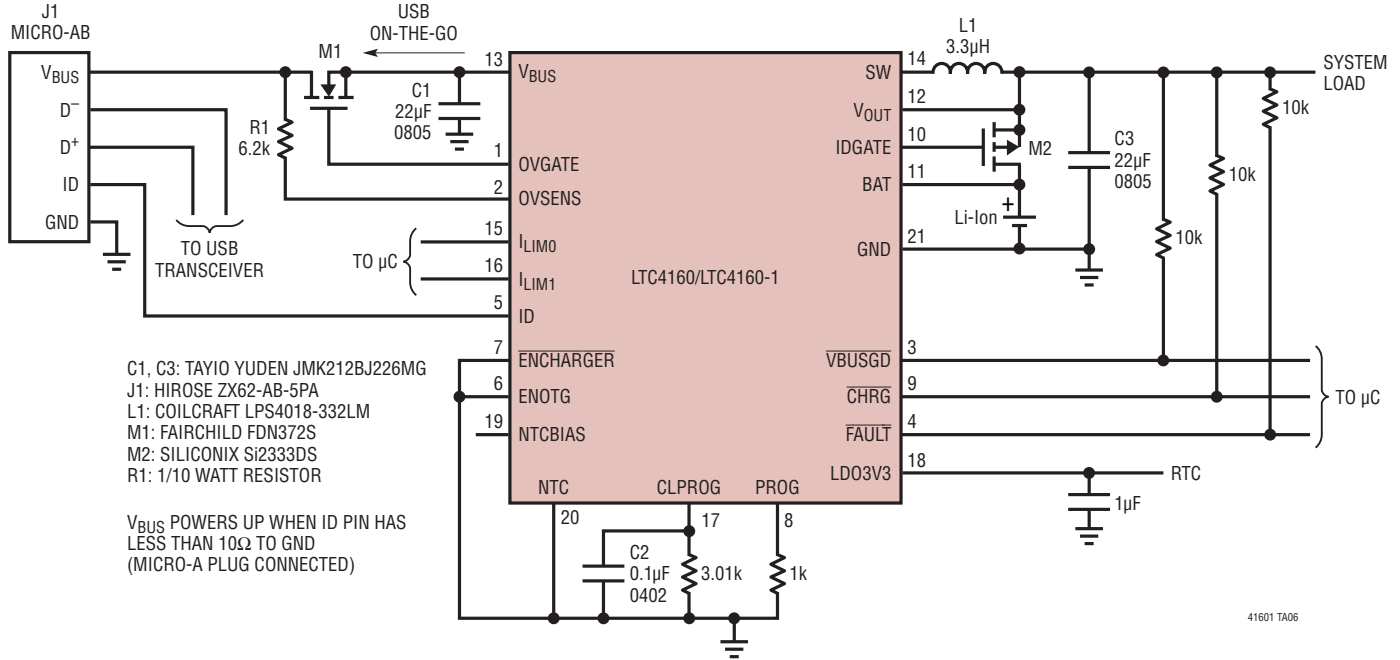 J1
MICRO-AB
VBUS
D–
D+
ID
GND
TO USB
TRANSCEIVER
M1
USB
ON-THE-GO
R1
6.2k
C1
22µF
0805
13
VBUS
1
OVGATE
2
OVSENS
TO µC
15
ILIM0
16
ILIM1
5
ID
7
ENCHARGER
6
ENOTG
19
NTCBIAS
LTC4160/LTC4160-1
NTC
20
CLPROG
17
PROG
8
C2
0.1µF
0402
3.01k
1k
SW
14
L1
3.3µH
VOUT
12
IDGATE
10
M2
BAT
11
Li-Ion
+
GND
21
C3
22µF
0805
10k
10k
10k
SYSTEM
LOAD
VBUSGD
3
CHRG
9
FAULT
4
TO µC
LDO3V3
18
RTC
1µF
C1, C3: TAYIO YUDEN JMK212BJ226MG
J1: HIROSE ZX62-AB-5PA
L1: COILCRAFT LPS4018-332LM
M1: FAIRCHILD FDN372S
M2: SILICONIX Si2333DS
R1: 1/10 WATT RESISTOR
VBUS POWERS UP WHEN ID PIN HAS
LESS THAN 10Ω TO GND
(MICRO-A PLUG CONNECTED)
41601 TA06